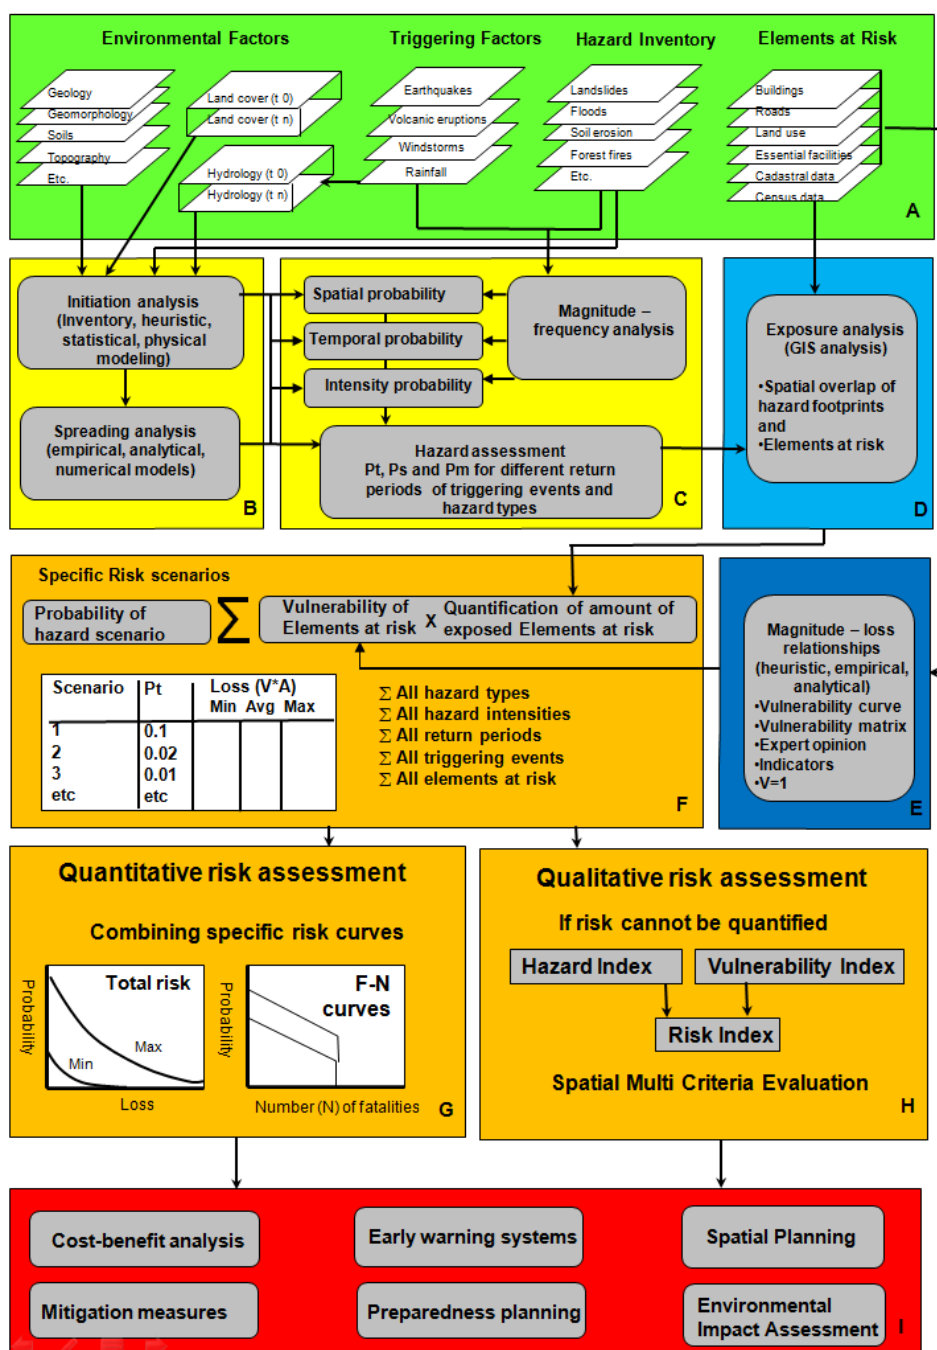 Environmental Factors
Triggering Factors
Hazard Inventory
Elements at Risk
Geology
Geomorphology
Soils
Topography
Etc.
Land cover (t 0)
Land cover (t n)
Hydrology (t 0)
Hydrology (t n)
Earthquakes
Volcanic eruptions
Windstorms
Rainfall
Landslides
Floods
Soil erosion
Forest fires
Etc.
Buildings
Roads
Land use
Essential facilities
Cadastral data
Census data
A
Initiation analysis
(Inventory, heuristic,
statistical, physical
modeling)
Spreading analysis
(empirical, analytical,
numerical models)
B
Spatial probability
Temporal probability
Intensity probability
Magnitude –
frequency analysis
Hazard assessment
Pt, Ps and Pm for different return
periods of triggering events and
hazard types
C
Exposure analysis
(GIS analysis)
•Spatial overlap of
hazard footprints
and
•Elements at risk
D
Specific Risk scenarios
Probability of
hazard scenario
Σ
Vulnerability of
Elements at risk
X
Quantification of amount of
exposed Elements at risk
Scenario Pt Loss (V*A)
Min Avg Max
1 0.1
2 0.02
3 0.01
etc etc
Σ All hazard types
Σ All hazard intensities
Σ All return periods
Σ All triggering events
Σ All elements at risk
F
Magnitude – loss
relationships
(heuristic, empirical,
analytical)
•Vulnerability curve
•Vulnerability matrix
•Expert opinion
•Indicators
•V=1
E
Quantitative risk assessment
Combining specific risk curves
Probability
Total risk
Max
Min
Loss
Probability
F-N
curves
Number (N) of fatalities
G
Qualitative risk assessment
If risk cannot be quantified
Hazard Index
Vulnerability Index
Risk Index
Spatial Multi Criteria Evaluation
H
Cost-benefit analysis
Early warning systems
Spatial Planning
Mitigation measures
Preparedness planning
Environmental
Impact Assessment
I